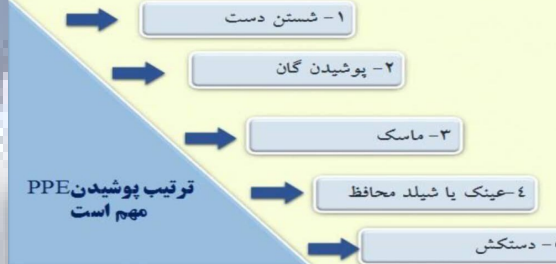 ۱- شستن دست
۲- پوشیدن گان
۳- ماسک
٤-عینک یا شیلد محافظ
- دستکش
ترتیب پوشیدنPPE
مهم است